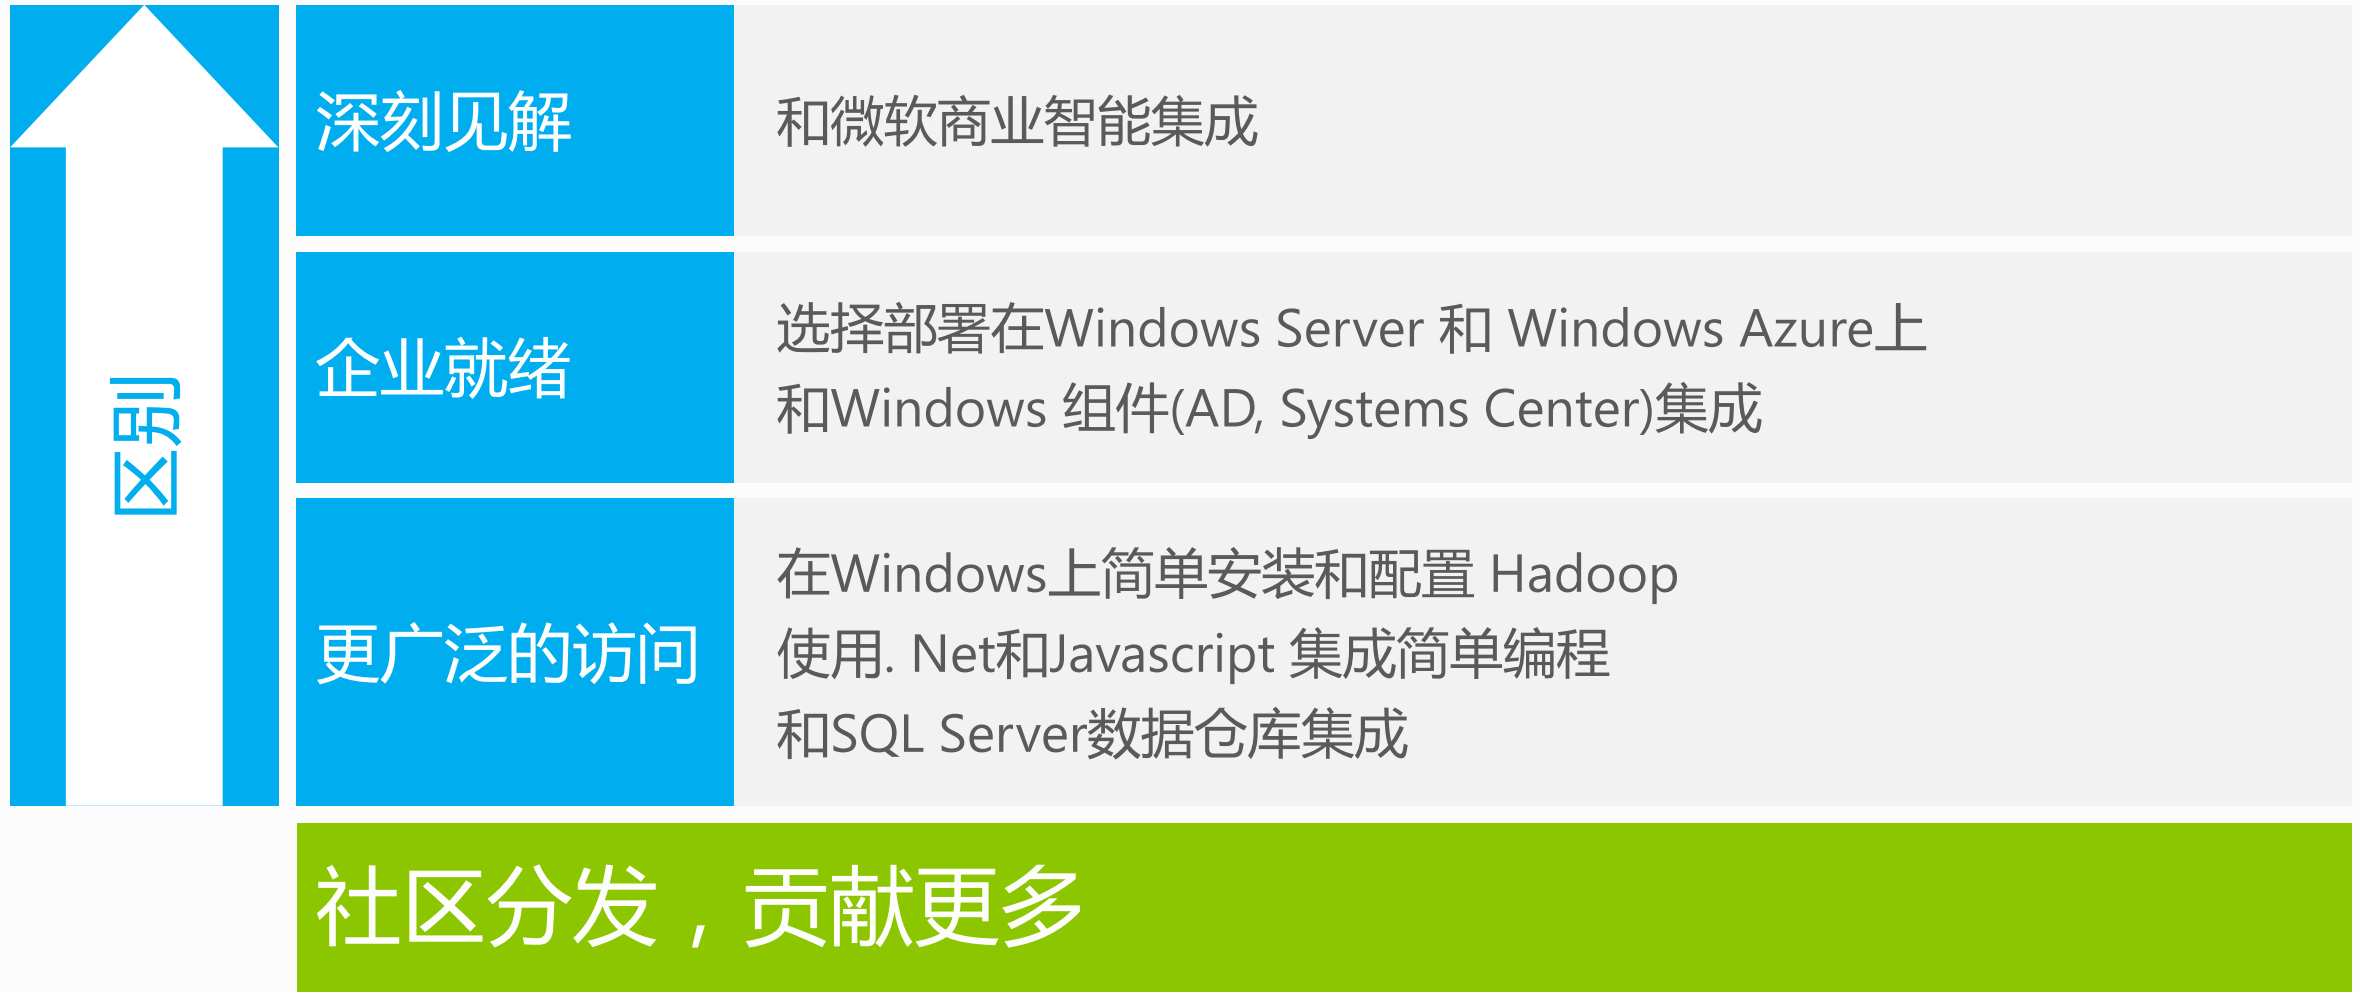 区别
深刻见解
和微软商业智能集成
企业就绪
选择部署在Windows Server 和 Windows Azure上
和Windows 组件(AD, Systems Center)集成
更广泛的访问
在Windows上简单安装和配置 Hadoop
使用. Net和Javascript 集成简单编程
和SQL Server数据仓库集成
社区分发，贡献更多